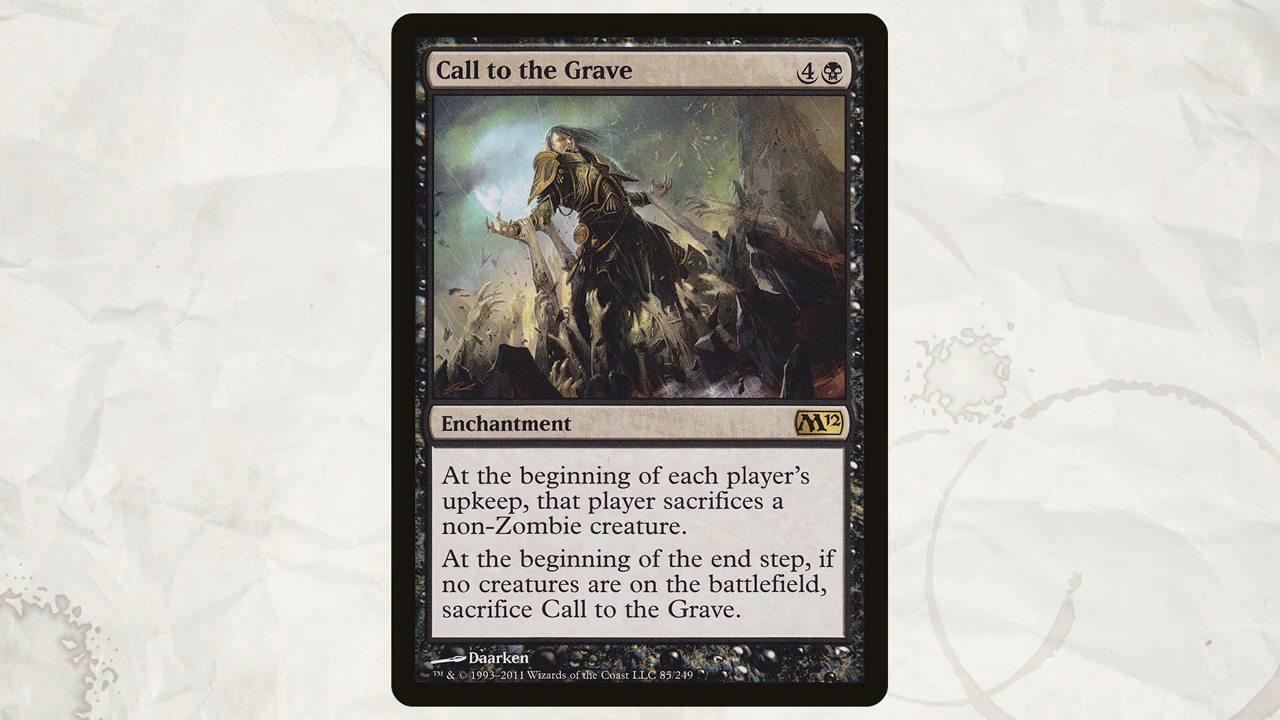 Call to the Grave 4
Enchantment M12
At the beginning of each player's
upkeep, that player sacrifices a
non-Zombie creature.
At the beginning of the end step, if
no creatures are on the battlefield,
sacrifice Call to the Grave.
Daarken
™ & © 1993–2011 Wizards of the Coast LLC 85/249